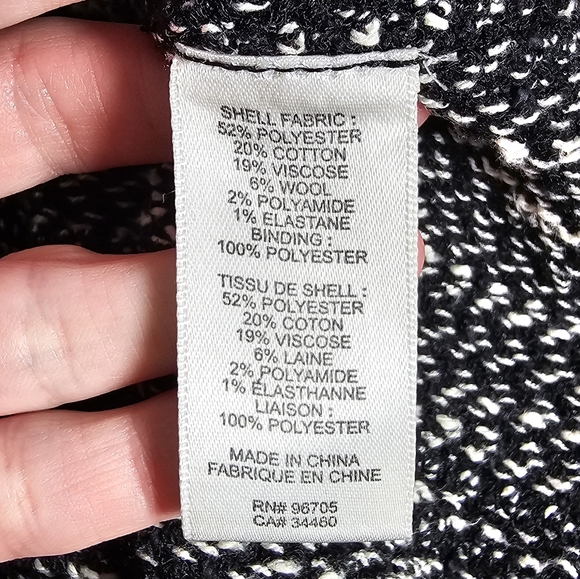 SHELL FABRIC :
52% POLYESTER
20% COTTON
19% VISCOSE
6% WOOL
2% POLYAMIDE
1% ELASTANE
BINDING :
100% POLYESTER
TISSU DE SHELL :
52% POLYESTER
20% COTON
19% VISCOSE
6% LAINE
2% POLYAMIDE
1% ÉLASTHANNE
LIAISON :
100% POLYESTER
MADE IN CHINA
FABRIQUE EN CHINE
RN# 96705
CA# 34460